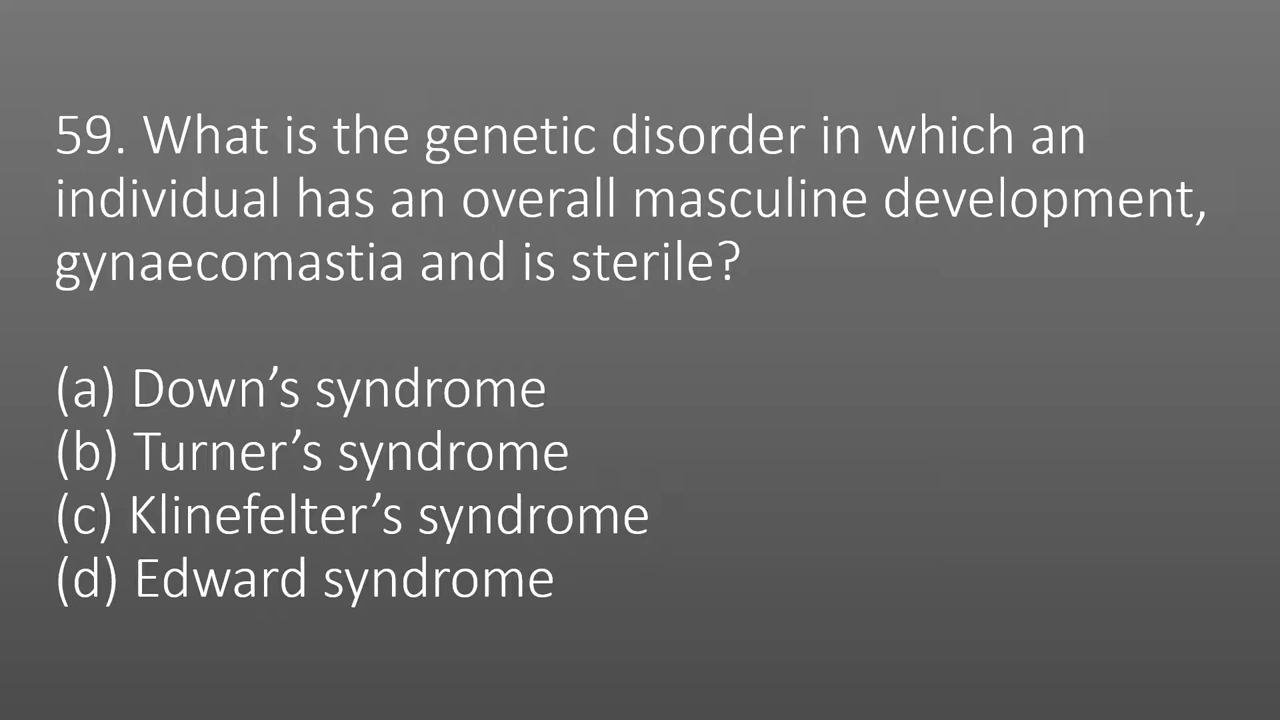 59. What is the genetic disorder in which an
individual has an overall masculine development,
gynaecomastia and is sterile?
(a) Down’s syndrome
(b) Turner’s syndrome
(c) Klinefelter’s syndrome
(d) Edward syndrome